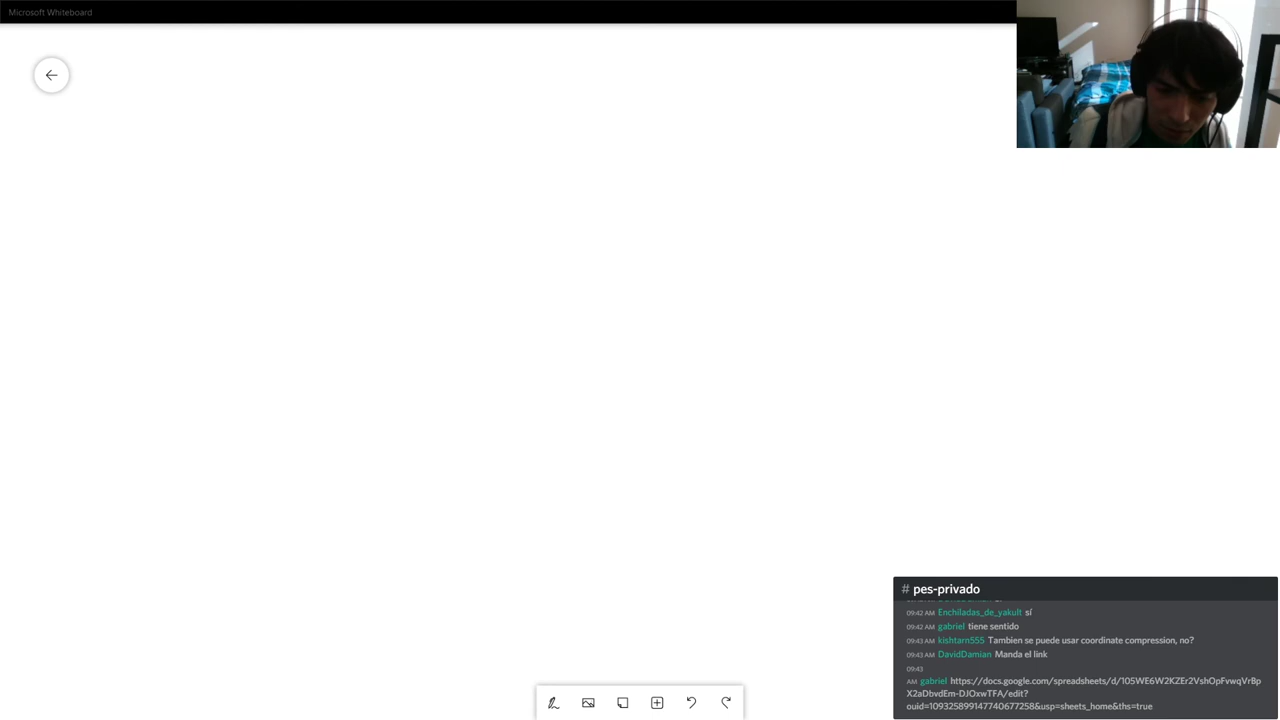 Microsoft Whiteboard
# pes-privado
09:42 AM Enchiladas_de_yakult sí
09:42 AM gabriel tiene sentido
09:43 AM kishtarn555 Tambien se puede usar coordinate compression, no?
09:43 AM DavidDamian Manda el link
09:43
AM gabriel https://docs.google.com/spreadsheets/d/105WE6W2KZEr2VshOpFvwqVrBp
X2aDbvdEm-DJOxwTFA/edit?
ouid=109325899147740677258&usp=sheets_home&ths=true